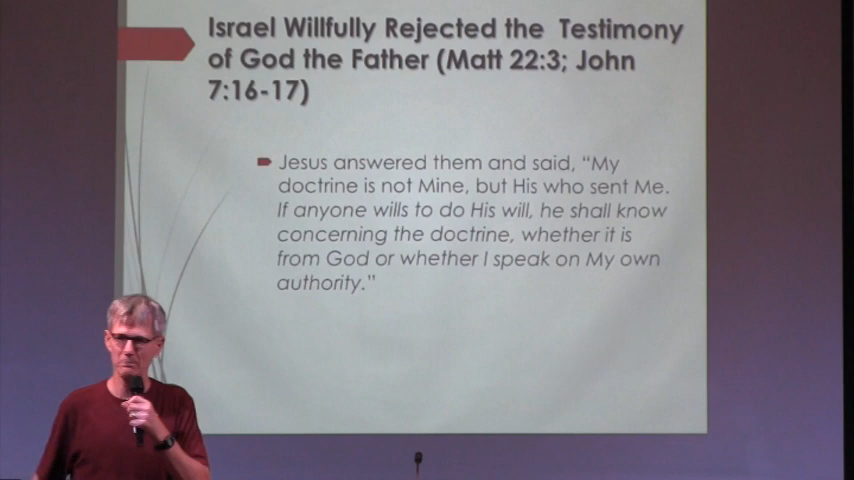 Israel Willfully Rejected the Testimony
of God the Father (Matt 22:3; John
7:16-17)
Jesus answered them and said, “My
doctrine is not Mine, but His who sent Me.
If anyone wills to do His will, he shall know
concerning the doctrine, whether it is
from God or whether I speak on My own
authority.”